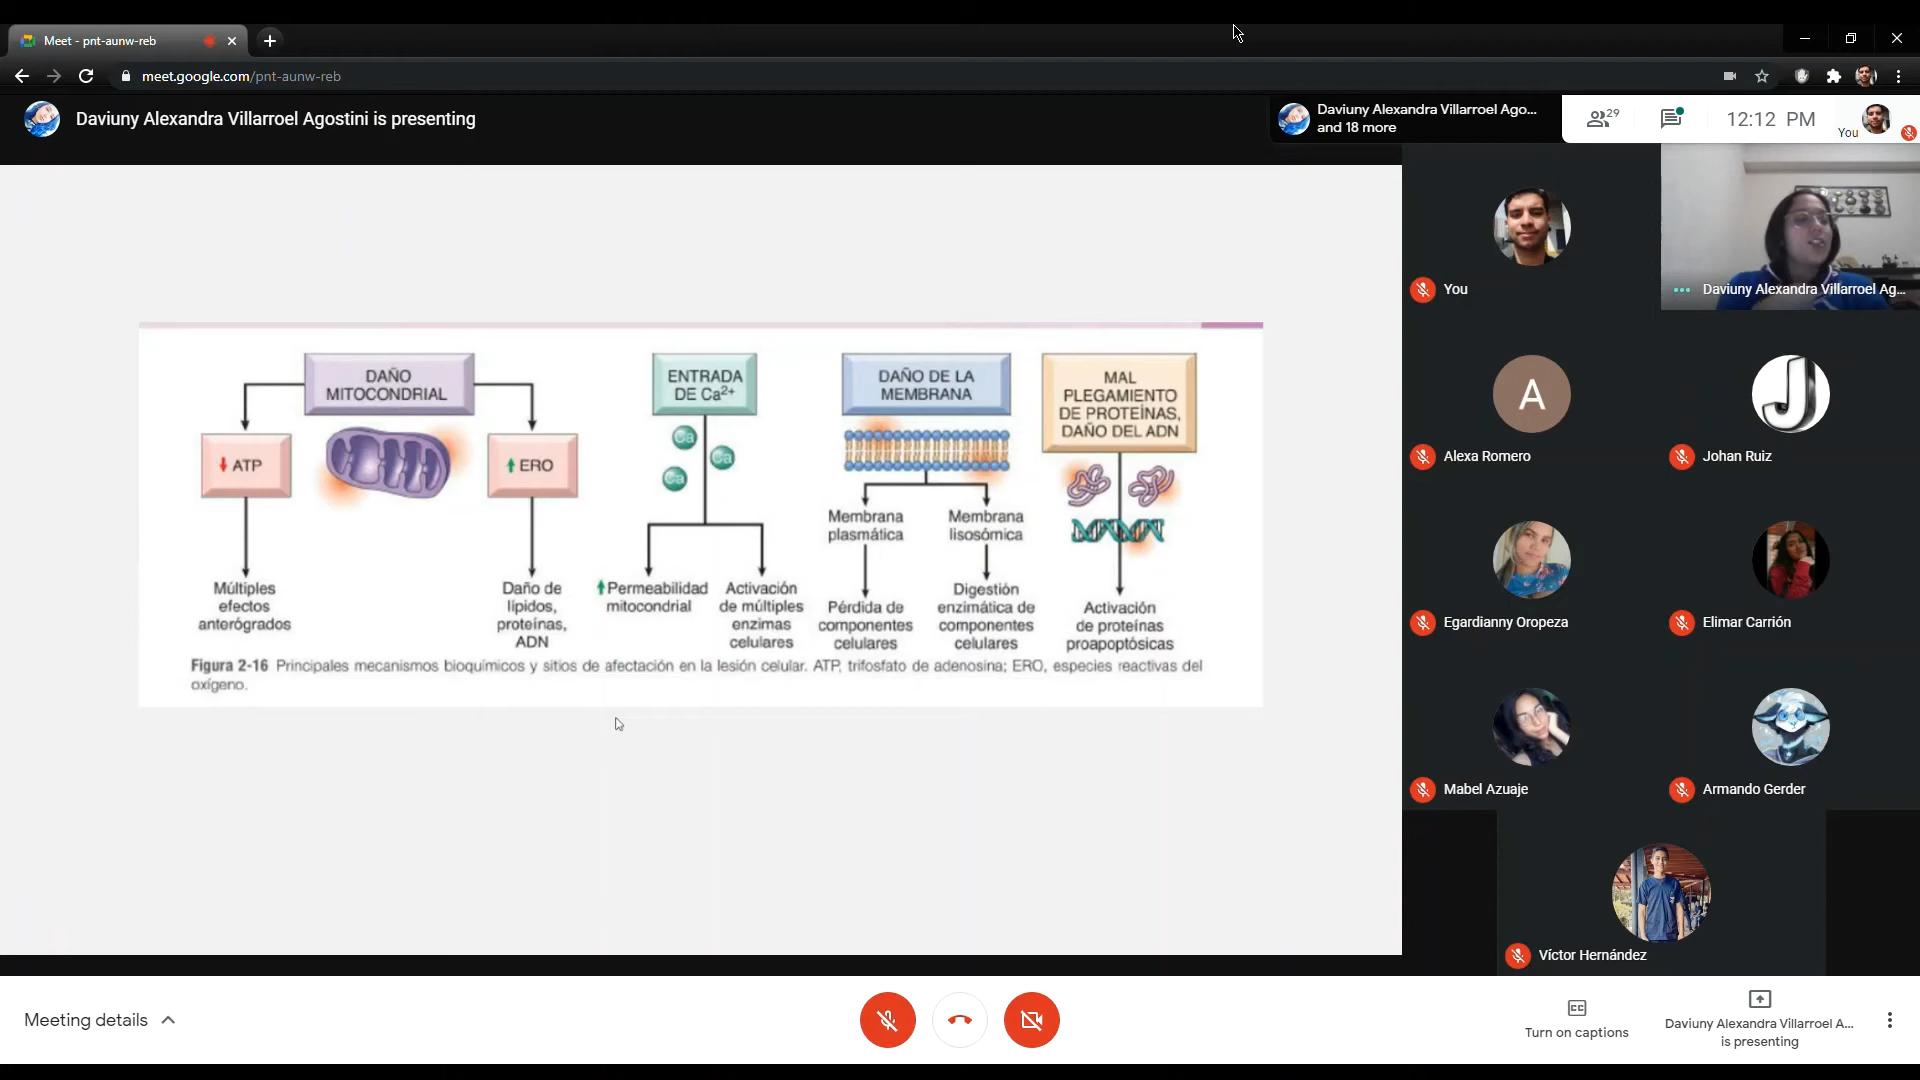 Meet - pnt-aunw-reb
meet.google.com/pnt-aunw-reb
Daviuny Alexandra Villarroel Agostini is presenting
Daviuny Alexandra Villarroel Ago...
and 18 more
29
12:12 PM
You
DAÑO
MITOCONDRIAL
ATP
ERO
Múltiples
efectos
anterógrados
Daño de
lípidos,
proteínas,
ADN
ENTRADA
DE Ca²⁺
Ca
Ca
Ca
Permeabilidad
mitocondrial
Activación
de múltiples
enzimas
celulares
DAÑO DE LA
MEMBRANA
Membrana
plasmática
Membrana
lisosómica
Pérdida de
componentes
celulares
Digestión
enzimática de
componentes
celulares
MAL
PLEGAMIENTO
DE PROTEÍNAS,
DAÑO DEL ADN
Activación
de proteínas
proapoptósicas
Figura 2-16 Principales mecanismos bioquímicos y sitios de afectación en la lesión celular. ATP, trifosfato de adenosina; ERO, especies reactivas del
oxígeno.
You
Daviuny Alexandra Villarroel Ag...
A
Alexa Romero
Johan Ruiz
Egardianny Oropeza
Elimar Carrión
Mabel Azuaje
Armando Gerder
Víctor Hernández
Meeting details
Turn on captions
Daviuny Alexandra Villarroel A...
is presenting